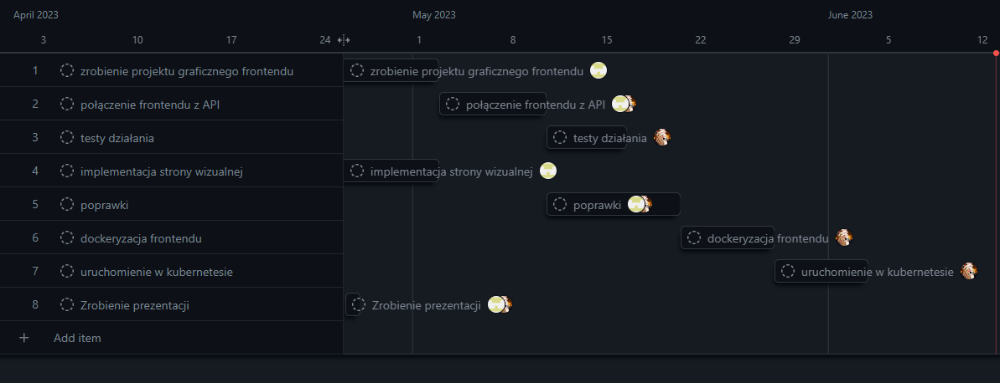 April 2023 May 2023 June 2023
3 10 17 24 1 8 15 22 29 5 12
1 zrobienie projektu graficznego frontendu zrobienie projektu graficznego frontendu
2 połączenie frontendu z API połączenie frontendu z API
3 testy działania testy działania
4 implementacja strony wizualnej implementacja strony wizualnej
5 poprawki poprawki
6 dockeryzacja frontendu dockeryzacja frontendu
7 uruchomienie w kubernetesie uruchomienie w kubernetesie
8 Zrobienie prezentacji Zrobienie prezentacji
+ Add item